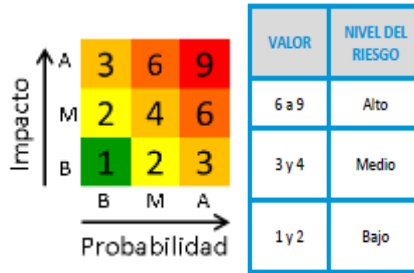 Impacto
A 3 6 9
M 2 4 6
B 1 2 3
B M A
Probabilidad
VALOR NIVEL DEL
RIESGO
6 a 9 Alto
3 y 4 Medio
1 y 2 Bajo